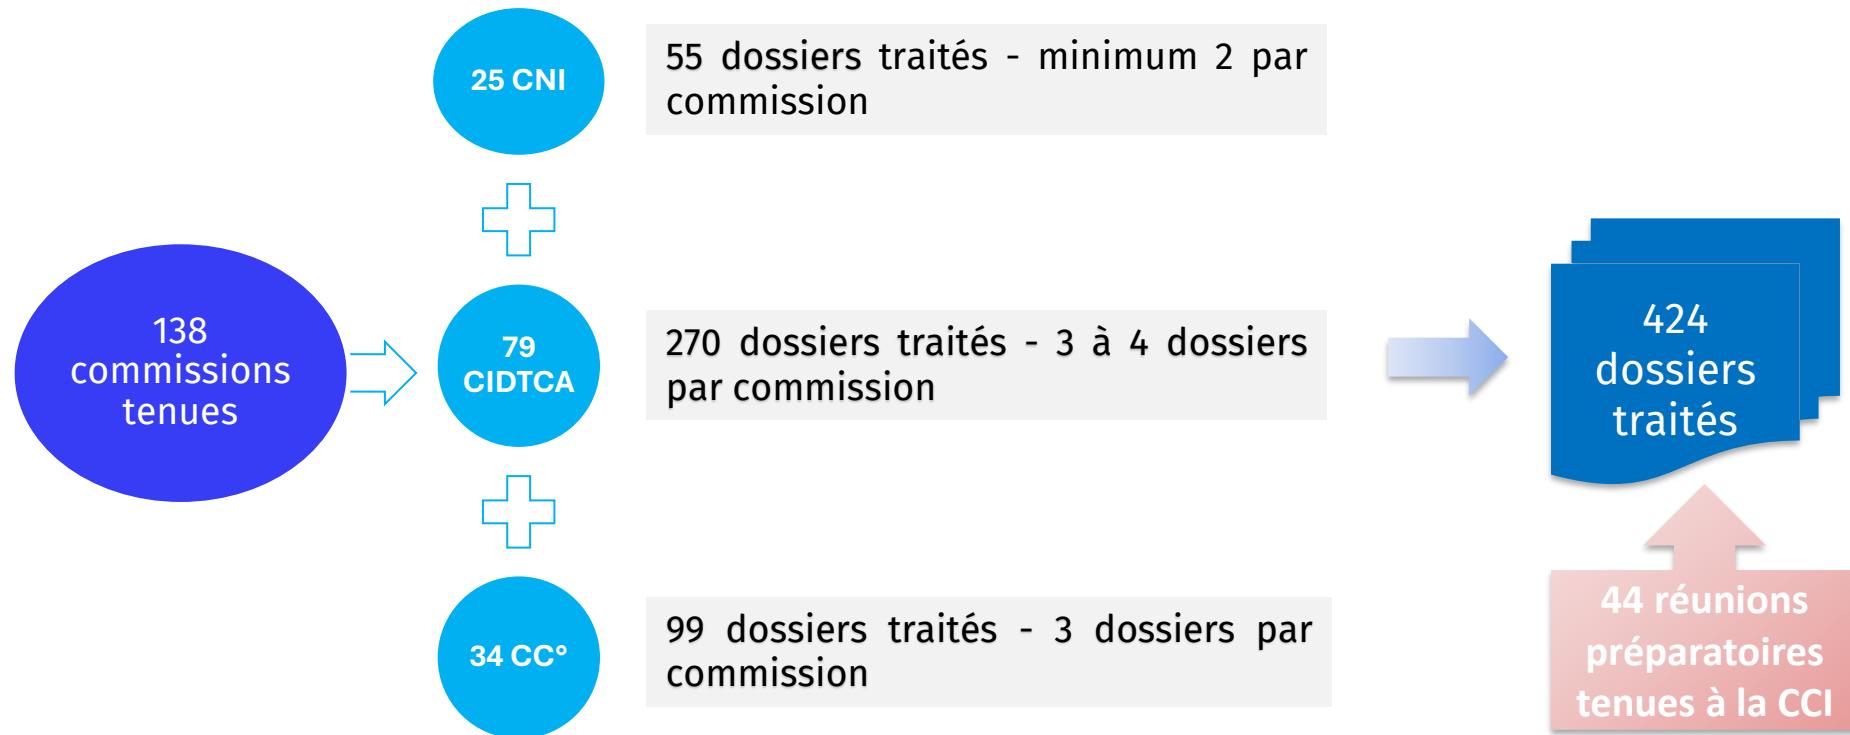 25 CNI
55 dossiers traités - minimum 2 par
commission
138
commissions
tenues
79
CIDTCA
270 dossiers traités - 3 à 4 dossiers
par commission
424
dossiers
traités
34 CC°
99 dossiers traités - 3 dossiers par
commission
44 réunions
préparatoires
tenues à la CCI